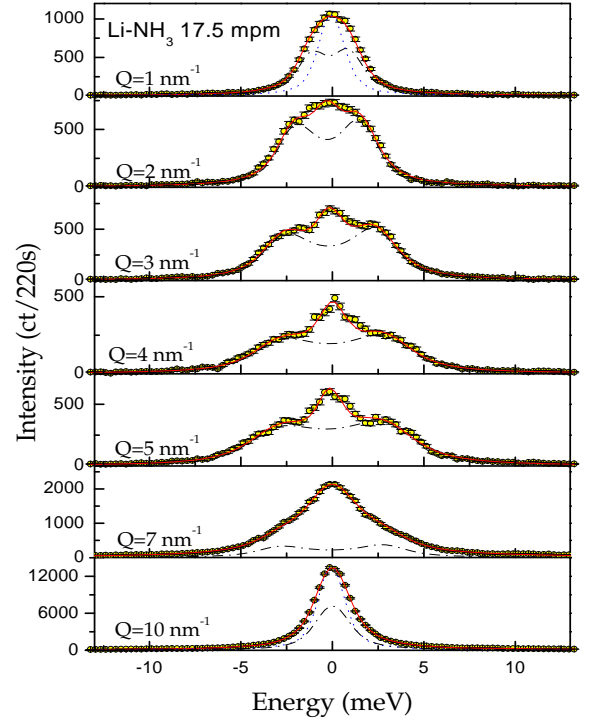 Li-NH₃ 17.5 mpm
1000
500
0
Q=1 nm⁻¹
500
0
Q=2 nm⁻¹
500
0
Q=3 nm⁻¹
500
0
Q=4 nm⁻¹
500
0
Q=5 nm⁻¹
2000
1000
0
Q=7 nm⁻¹
12000
6000
0
Q=10 nm⁻¹
-10 -5 0 5 10
Energy (meV)
Intensity (ct/220s)